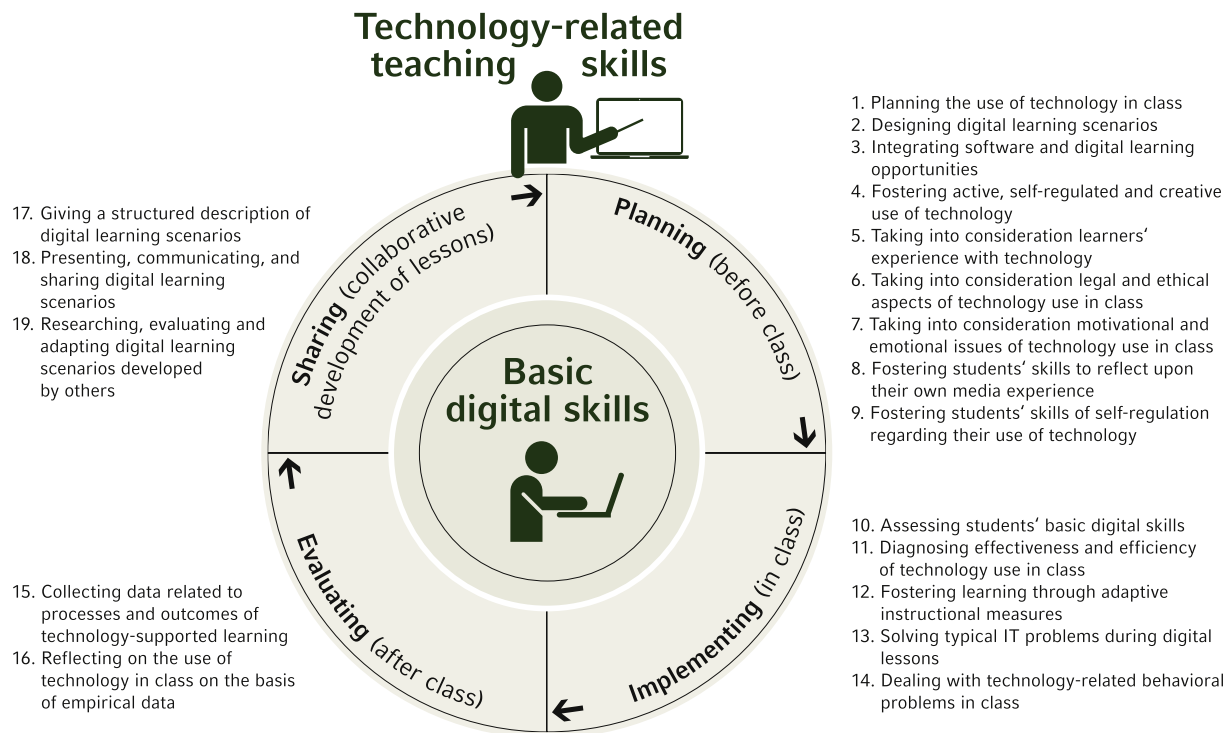 Technology-related
teaching skills
1. Planning the use of technology in class
2. Designing digital learning scenarios
3. Integrating software and digital learning
opportunities
4. Fostering active, self-regulated and creative
use of technology
5. Taking into consideration learners‘
experience with technology
6. Taking into consideration legal and ethical
aspects of technology use in class
7. Taking into consideration motivational and
emotional issues of technology use in class
8. Fostering students‘ skills to reflect upon
their own media experience
9. Fostering students‘ skills of self-regulation
regarding their use of technology
10. Assessing students‘ basic digital skills
11. Diagnosing effectiveness and efficiency
of technology use in class
12. Fostering learning through adaptive
instructional measures
13. Solving typical IT problems during digital
lessons
14. Dealing with technology-related behavioral
problems in class
15. Collecting data related to
processes and outcomes of
technology-supported learning
16. Reflecting on the use of
technology in class on the basis
of empirical data
17. Giving a structured description of
digital learning scenarios
18. Presenting, communicating, and
sharing digital learning
scenarios
19. Researching, evaluating and
adapting digital learning
scenarios developed
by others
Planning (before class)
Implementing (in class)
Evaluating (after class)
Sharing (collaborative
development of lessons)
Basic
digital skills